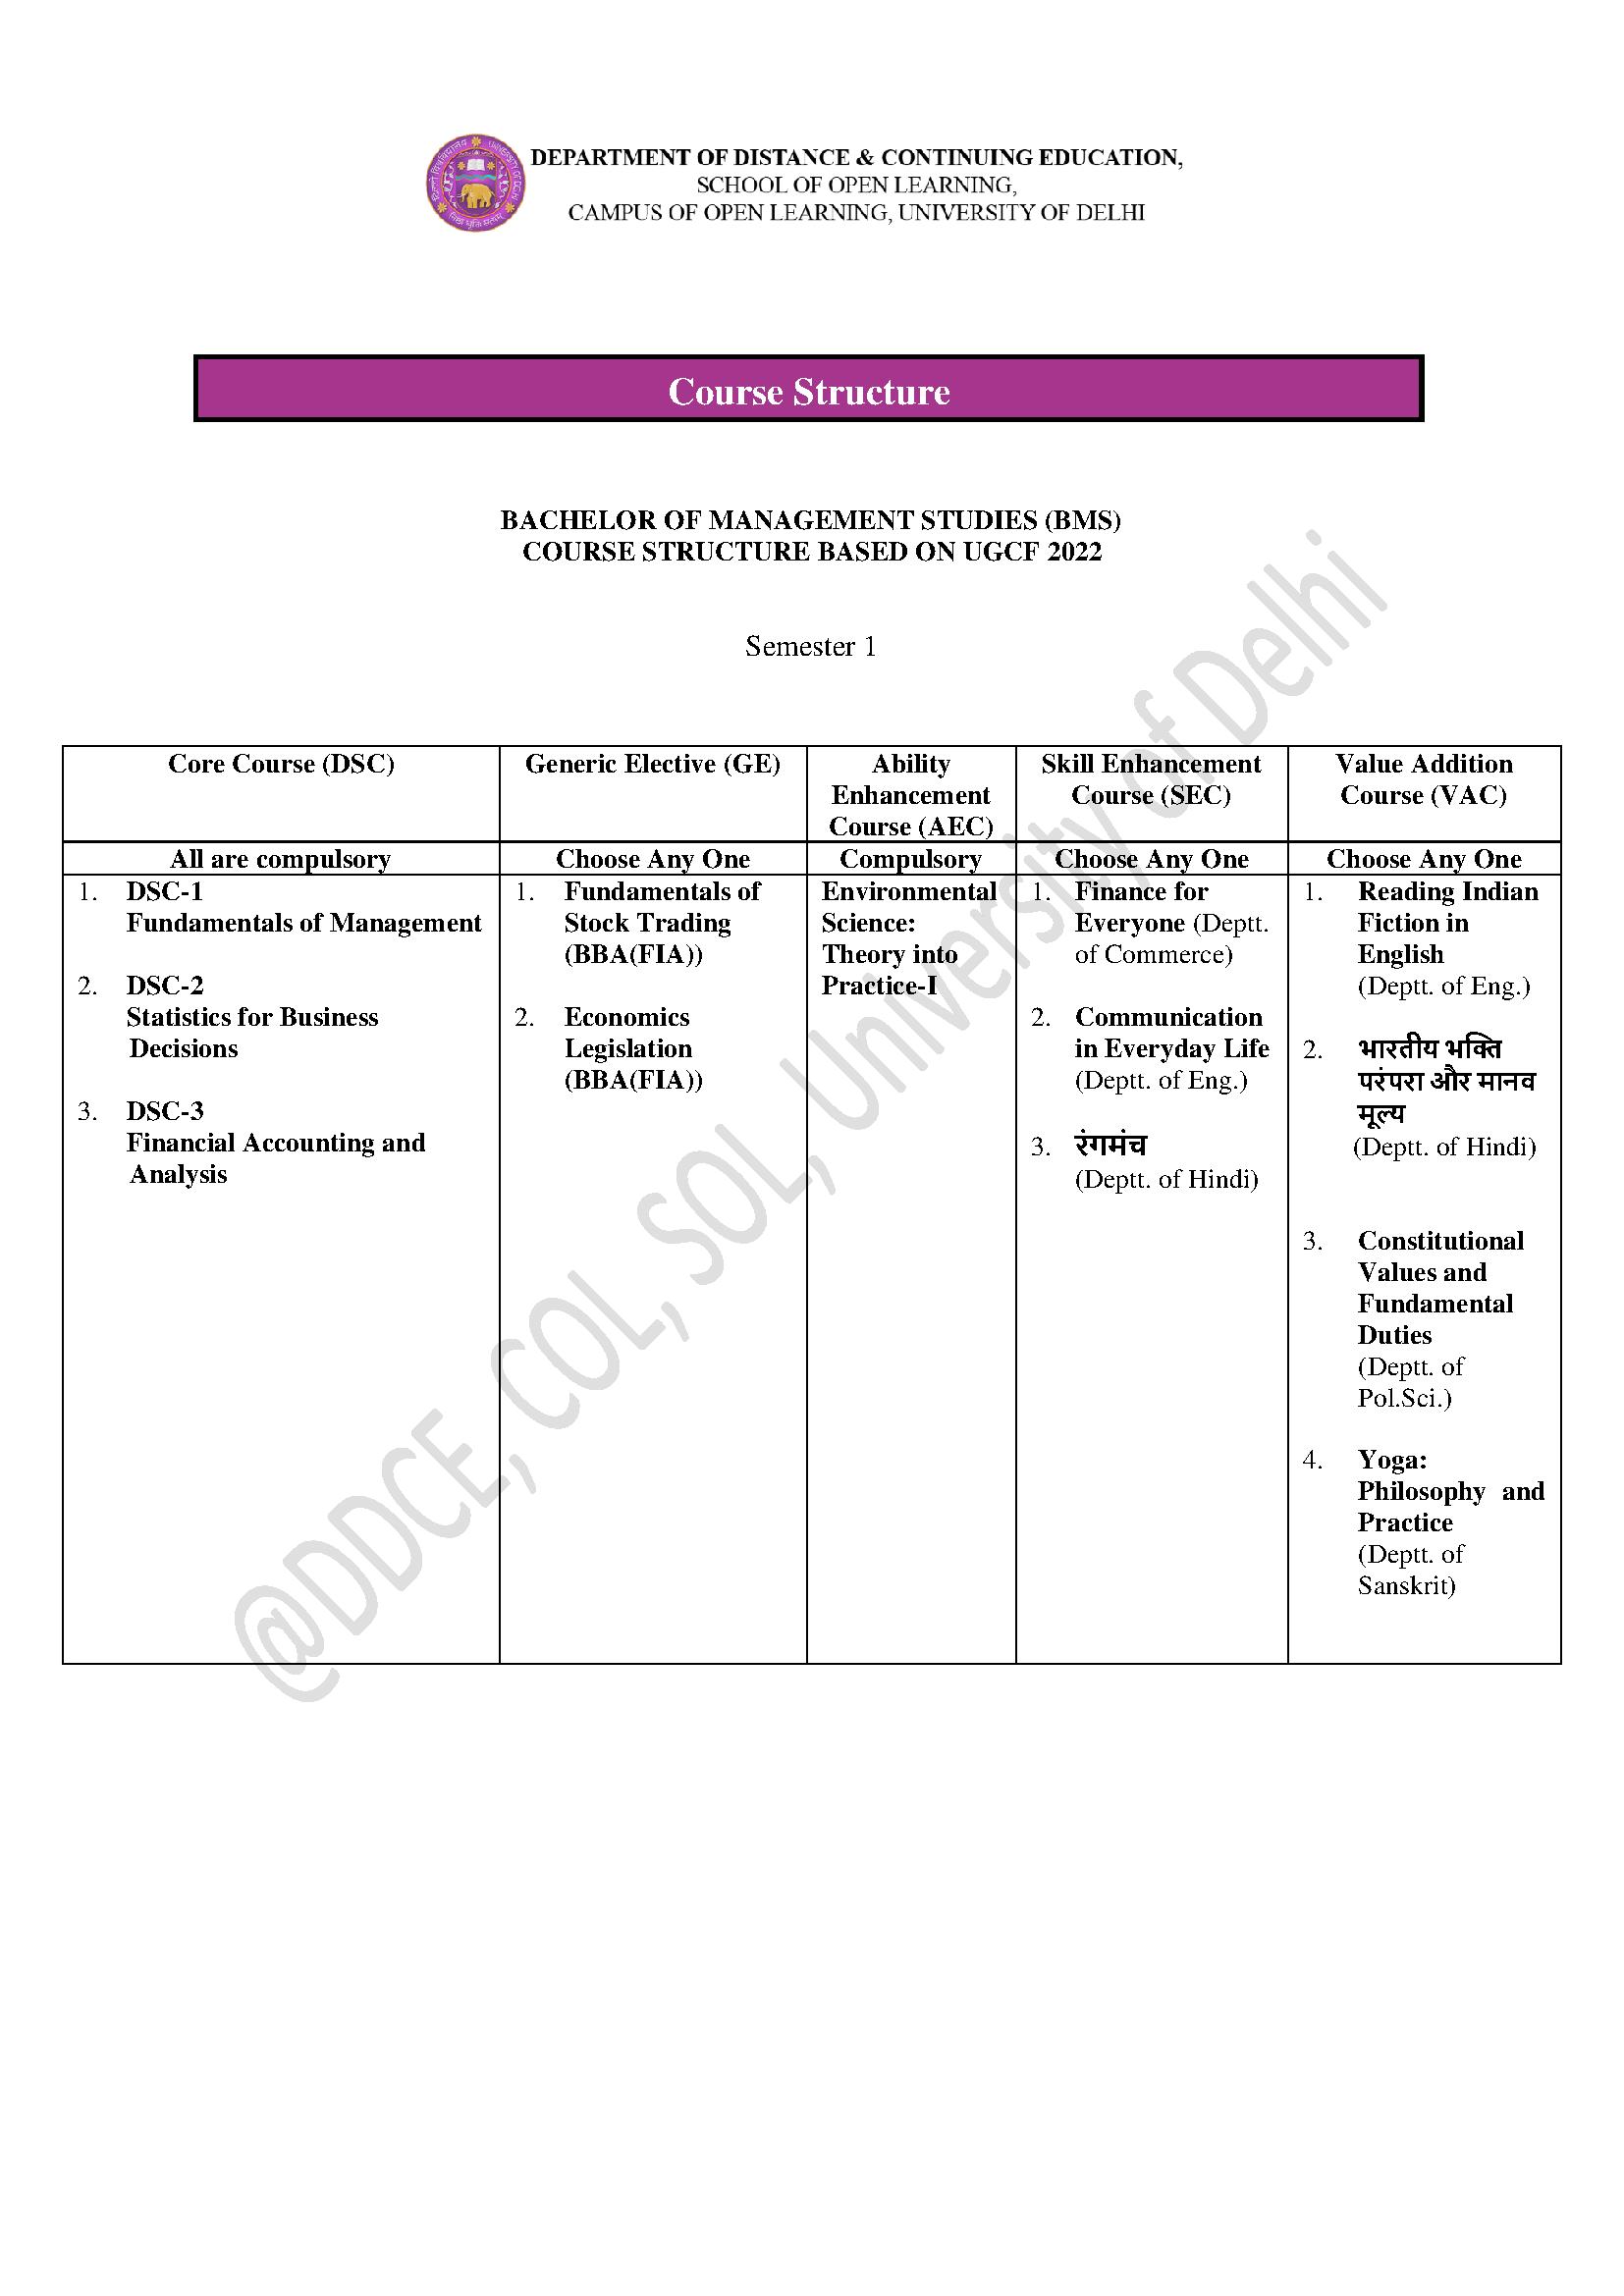 DEPARTMENT OF DISTANCE & CONTINUING EDUCATION,
SCHOOL OF OPEN LEARNING,
CAMPUS OF OPEN LEARNING, UNIVERSITY OF DELHI
Course Structure
BACHELOR OF MANAGEMENT STUDIES (BMS)
COURSE STRUCTURE BASED ON UGCF 2022
Semester 1
Core Course (DSC)
Generic Elective (GE)
Ability
Enhancement
Course (AEC)
Skill Enhancement
Course (SEC)
Value Addition
Course (VAC)
All are compulsory
Choose Any One
Compulsory
Choose Any One
Choose Any One
1. DSC-1
Fundamentals of Management
2. DSC-2
Statistics for Business
Decisions
3. DSC-3
Financial Accounting and
Analysis
1. Fundamentals of
Stock Trading
(BBA(FIA))
2. Economics
Legislation
(BBA(FIA))
Environmental
Science:
Theory into
Practice-I
1. Finance for
Everyone (Deptt.
of Commerce)
2. Communication
in Everyday Life
(Deptt. of Eng.)
3. रंगमंच
(Deptt. of Hindi)
1. Reading Indian
Fiction in
English
(Deptt. of Eng.)
2. भारतीय भक्ति
परंपरा और मानव
मूल्य
(Deptt. of Hindi)
3. Constitutional
Values and
Fundamental
Duties
(Deptt. of
Pol.Sci.)
4. Yoga:
Philosophy and
Practice
(Deptt. of
Sanskrit)
@DDCE, COL, SOL, University of Delhi